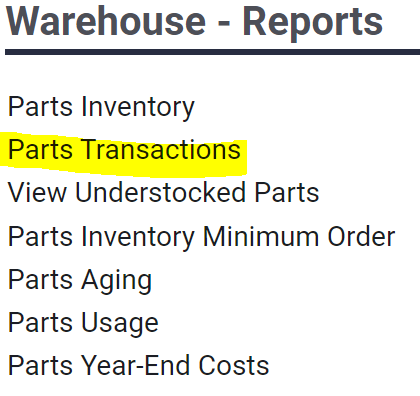 Warehouse - Reports
Parts Inventory
Parts Transactions
View Understocked Parts
Parts Inventory Minimum Order
Parts Aging
Parts Usage
Parts Year-End Costs